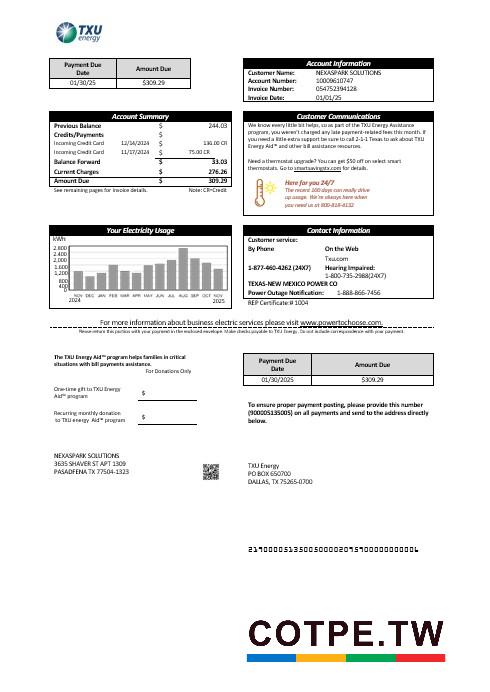 TXU
energy
Payment Due Date
Amount Due
01/30/25
$309.29
Account Information
Customer Name: NEXASPARK SOLUTIONS
Account Number: 10009610747
Invoice Number: 054752394128
Invoice Date: 01/01/25
Account Summary
Previous Balance $ 244.03
Credits/Payments
Incoming Credit Card 12/14/2024 $ 136.00 CR
Incoming Credit Card 11/17/2024 $ 75.00 CR
Balance Forward $ 33.03
Current Charges $ 276.26
Amount Due $ 309.29
See remaining pages for invoice details. Note: CR=Credit
Customer Communications
We know every little bit helps, so as part of the TXU Energy Assistance
program, you weren't charged any late payment-related fees this month. If
you need a little extra support be sure to call 2-1-1 Texas to ask about TXU
Energy™ and other bill assistance resources.
Need a thermostat upgrade? You can get $50 off on select smart
thermostats. Go to smartsavingstx.com for details.
Here for you 24/7
The recent 100 days can really drive
up usage. We're always here when
you need us at 800-818-6132
Your Electricity Usage
kWh
2,800
2,400
2,000
1,600
1,200
800
400
0
NOV DEC JAN FEB MAR APR MAY JUN JUL AUG SEP OCT NOV
2024 2025
Contact Information
Customer service:
By Phone On the Web
Txu.com
1-877-460-4262 (24X7) Hearing Impaired:
1-800-735-2988(24X7)
TEXAS-NEW MEXICO POWER CO
Power Outage Notification: 1-888-866-7456
REP Certificate:# 1004
For more information about business electric services please visit www.powertochoose.com.
Please return this portion with your payment in the enclosed envelope. Make checks payable to TXU Energy. Do not include correspondence with your payment.
The TXU Energy Aid™ program helps families in critical
situations with bill payments assistance.
For Donations Only
One-time gift to TXU Energy
Aid™ program $
Recurring monthly donation
to TXU energy Aid™ program $
Payment Due Date
Amount Due
01/30/2025
$309.29
To ensure proper payment posting, please provide this number
(900005135005) on all payments and send to the address directly
below.
NEXASPARK SOLUTIONS
3635 SHAVER ST APT 1309
PASADFENA TX 77504-1323
TXU Energy
PO BOX 650700
DALLAS, TX 75265-0700
COTPE.TW